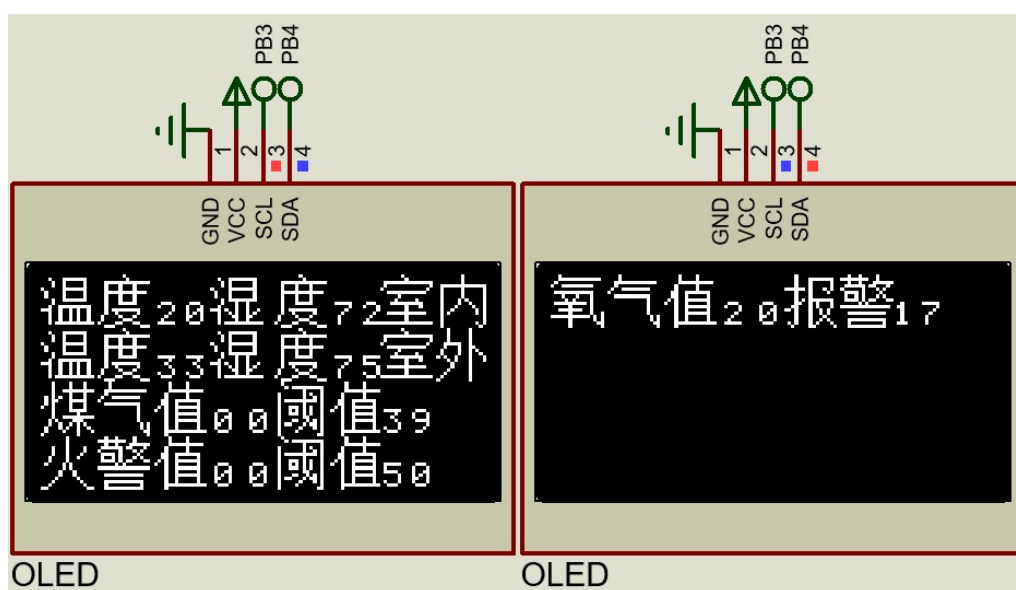 PB3 PB4
1 2 3 4
GND VCC SCL SDA
温度20湿度72室内
温度33湿度75室外
煤气值00阈值39
火警值00阈值50
OLED
PB3 PB4
1 2 3 4
GND VCC SCL SDA
氧气值20报警17
OLED